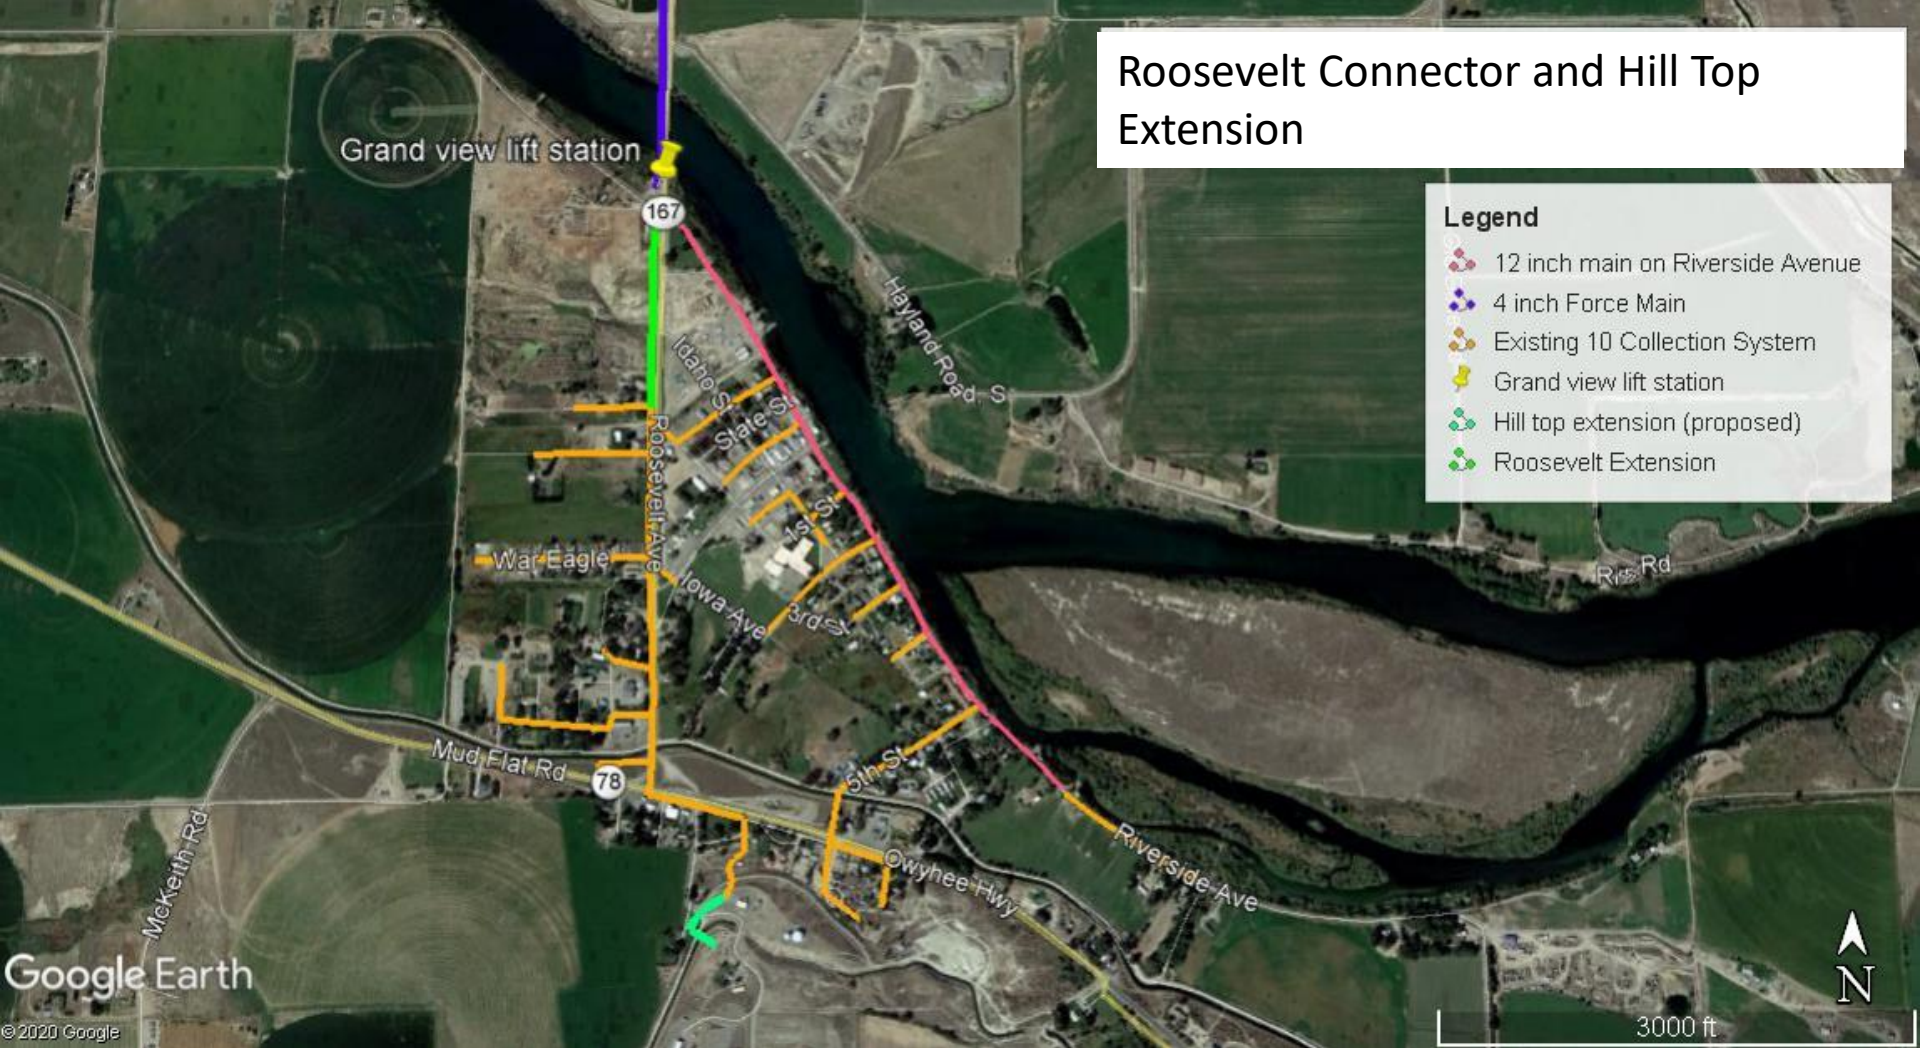 Roosevelt Connector and Hill Top
Extension
Grand view lift station
167
Legend
12 inch main on Riverside Avenue
4 inch Force Main
Existing 10 Collection System
Grand view lift station
Hill top extension (proposed)
Roosevelt Extension
Hayland Road, S
Idaho St
State St
Roosevelt Ave
1st St
War Eagle
Iowa Ave
3rd St
Rd
Mud Flat Rd
78
5th St
Riverside Ave
Owyhee Hwy
McKeith Rd
Google Earth
© 2020 Google
N
3000 ft